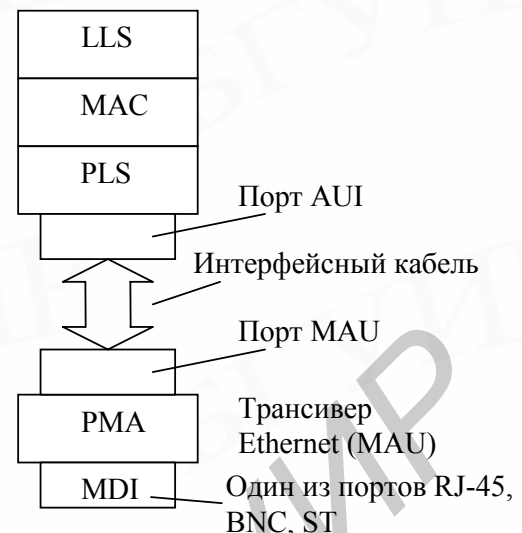 LLS
MAC
PLS
Порт AUI
Интерфейсный кабель
Порт MAU
PMA
Трансивер
Ethernet (MAU)
MDI
Один из портов RJ-45,
BNC, ST